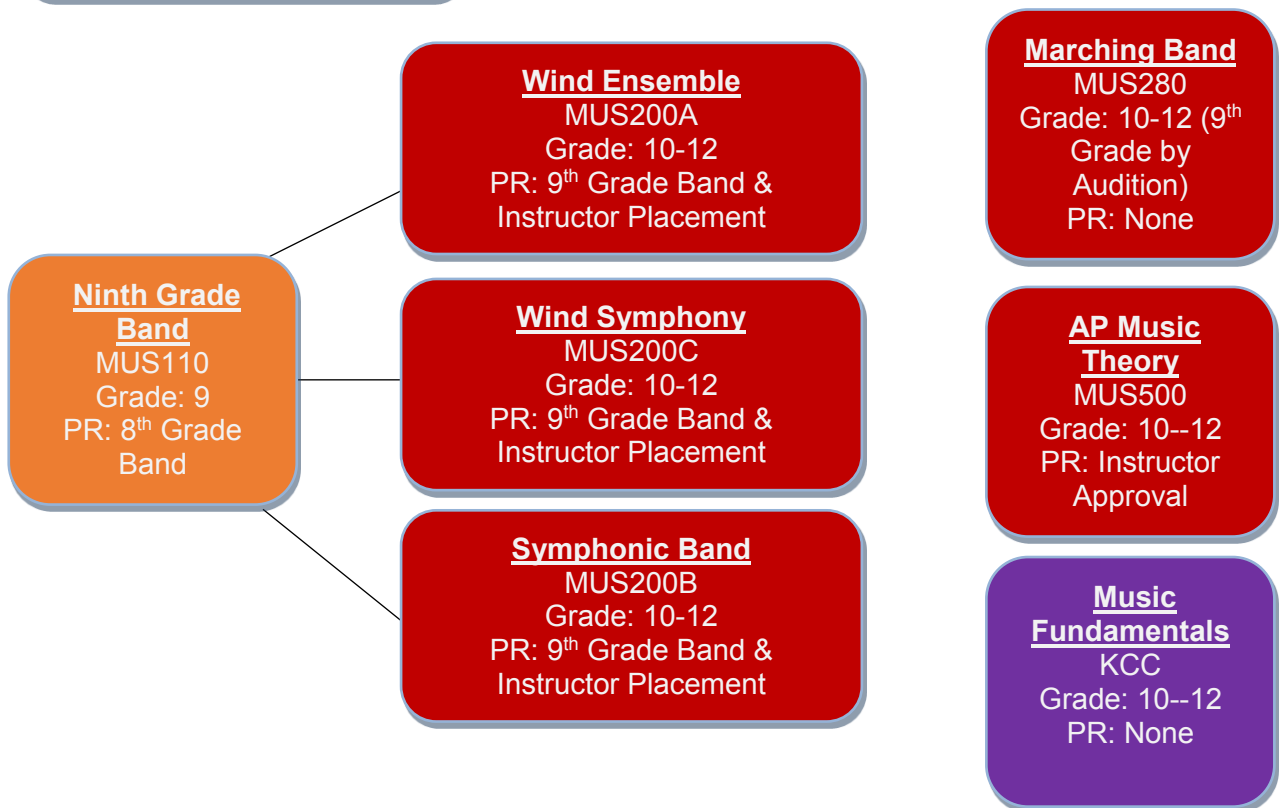 Wind Ensemble
MUS200A
Grade: 10-12
PR: 9th Grade Band &
Instructor Placement
Marching Band
MUS280
Grade: 10-12 (9th
Grade by
Audition)
PR: None
Ninth Grade
Band
MUS110
Grade: 9
PR: 8th Grade
Band
Wind Symphony
MUS200C
Grade: 10-12
PR: 9th Grade Band &
Instructor Placement
AP Music
Theory
MUS500
Grade: 10--12
PR: Instructor
Approval
Symphonic Band
MUS200B
Grade: 10-12
PR: 9th Grade Band &
Instructor Placement
Music
Fundamentals
KCC
Grade: 10--12
PR: None